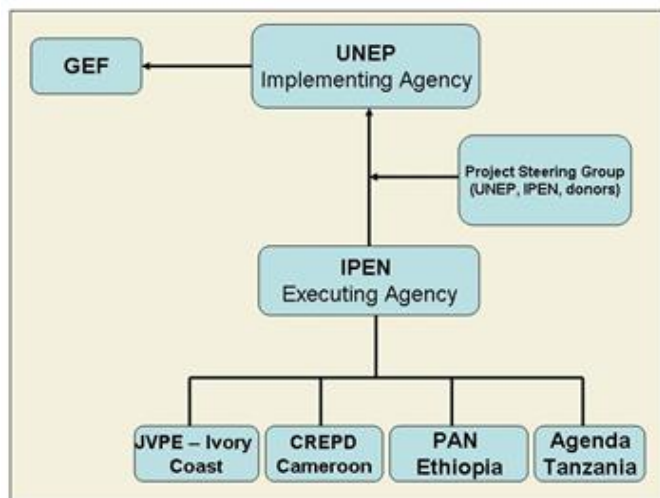 GEF
UNEP
Implementing Agency
Project Steering Group
(UNEP, IPEN, donors)
IPEN
Executing Agency
JVPE – Ivory
Coast
CREPD
Cameroon
PAN
Ethiopia
Agenda
Tanzania